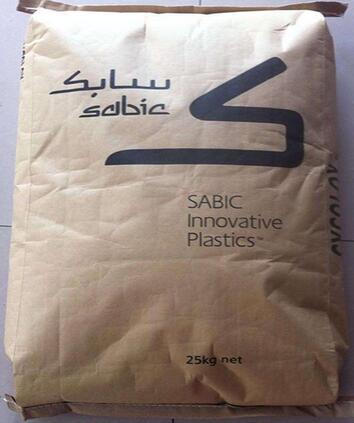 سابك
sabic
SABIC
Innovative
Plastics™
25kg net